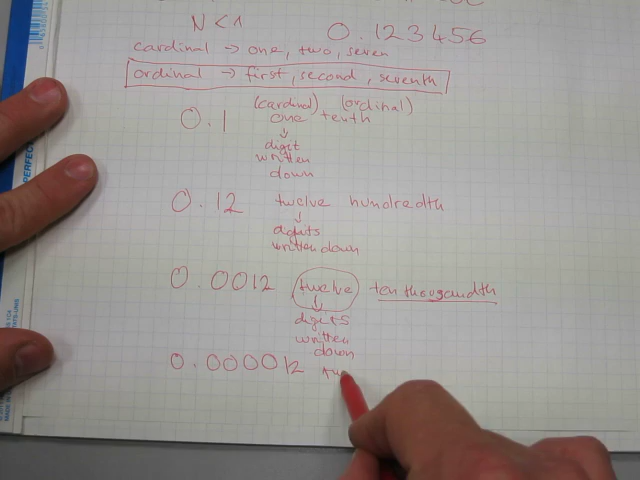 N < 1 0.123456
cardinal → one, two, seven
ordinal → first, second, seventh
(cardinal) (ordinal)
0.1 one tenth
↓
digit
written
down
0.12 twelve hundredth
↓
digits
written down
0.0012 twelve ten thousandth
↓
digits
written
down
0.000012
PERFEC